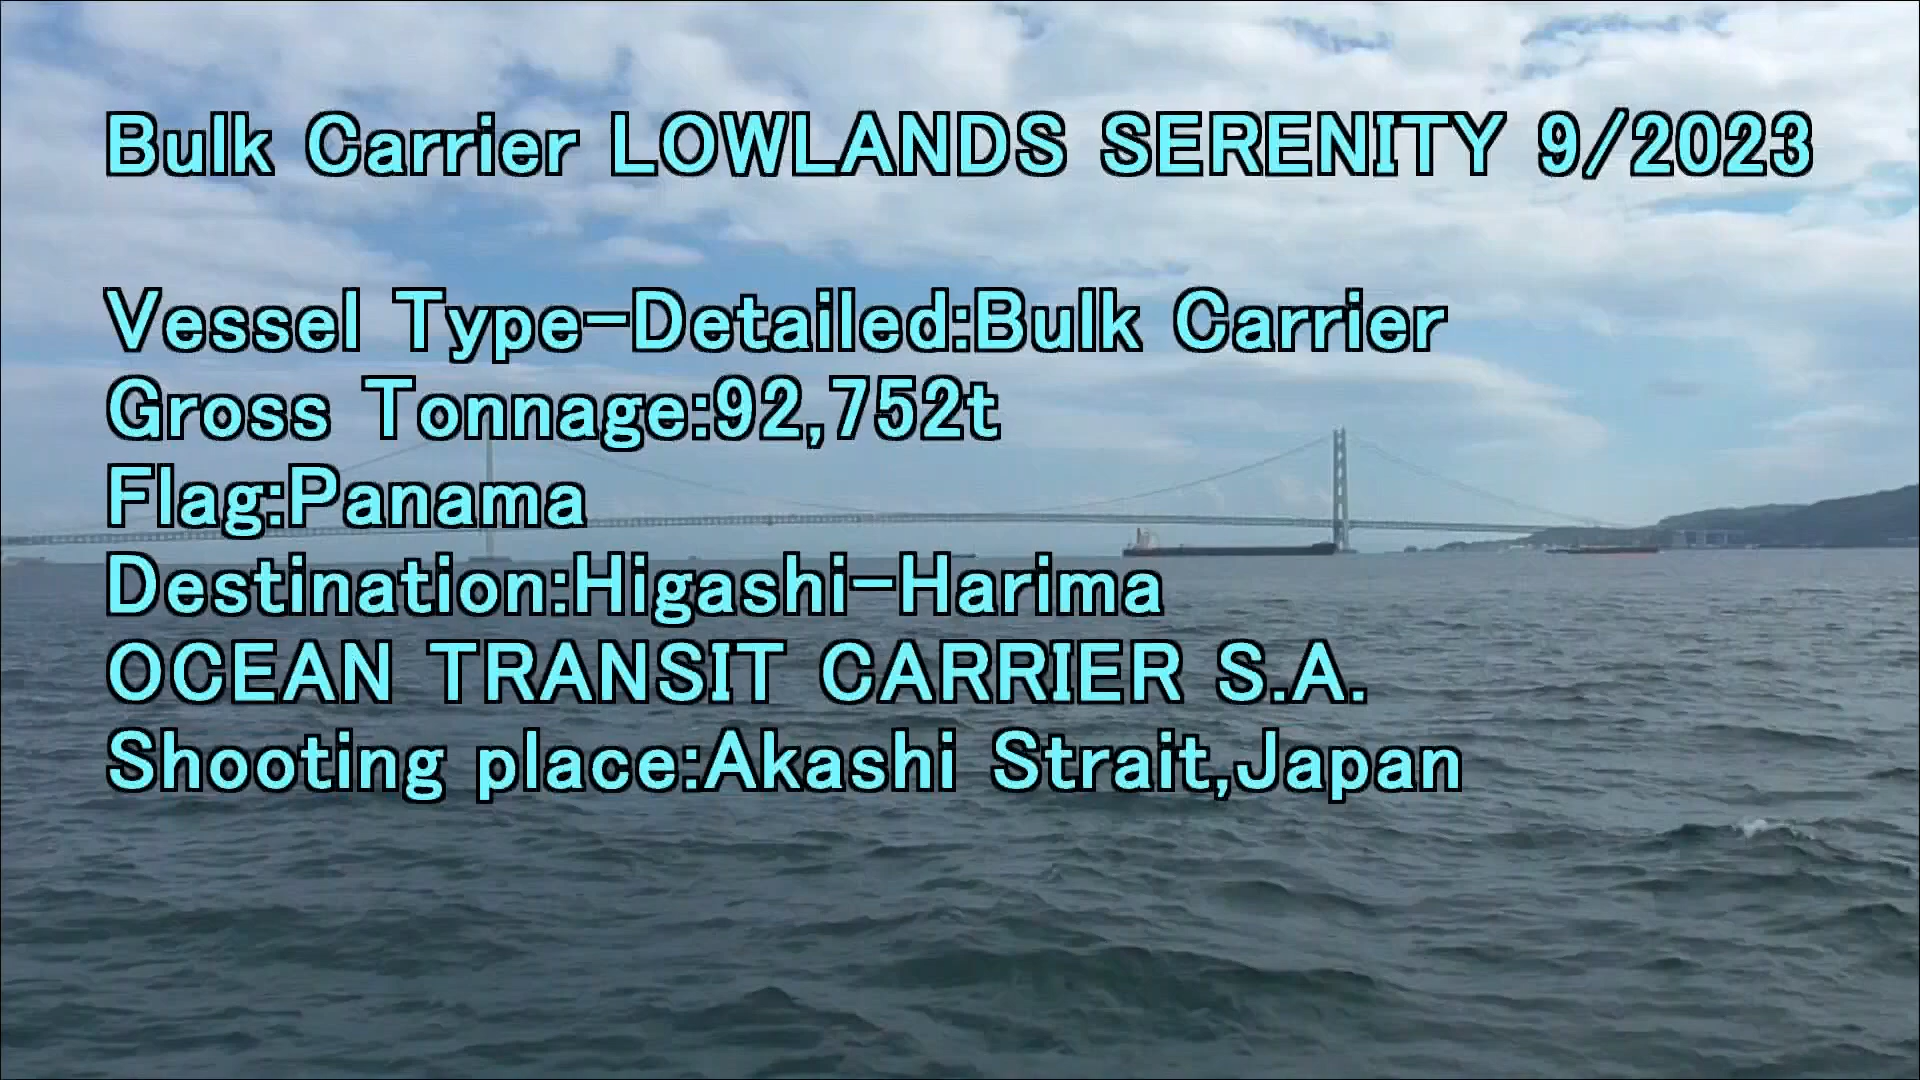 Bulk Carrier LOWLANDS SERENITY 9/2023
Vessel Type-Detailed:Bulk Carrier
Gross Tonnage:92,752t
Flag:Panama
Destination:Higashi-Harima
OCEAN TRANSIT CARRIER S.A.
Shooting place:Akashi Strait,Japan